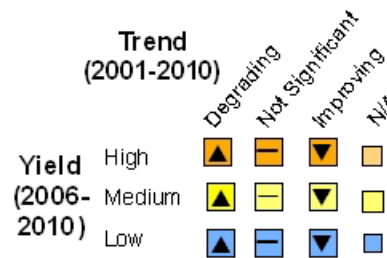 Trend
(2001-2010)
Degrading
Not Significant
Improving
N/A
Yield
(2006-
2010)
High
Medium
Low